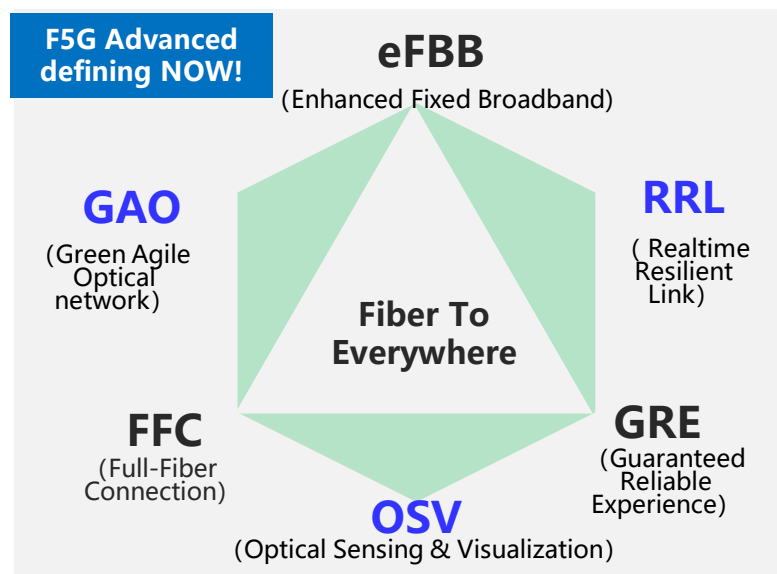 F5G Advanced
defining NOW!
eFBB
(Enhanced Fixed Broadband)
GAO
(Green Agile
Optical
network)
RRL
( Realtime
Resilient
Link)
Fiber To
Everywhere
FFC
(Full-Fiber
Connection)
GRE
(Guaranteed
Reliable
Experience)
OSV
(Optical Sensing & Visualization)